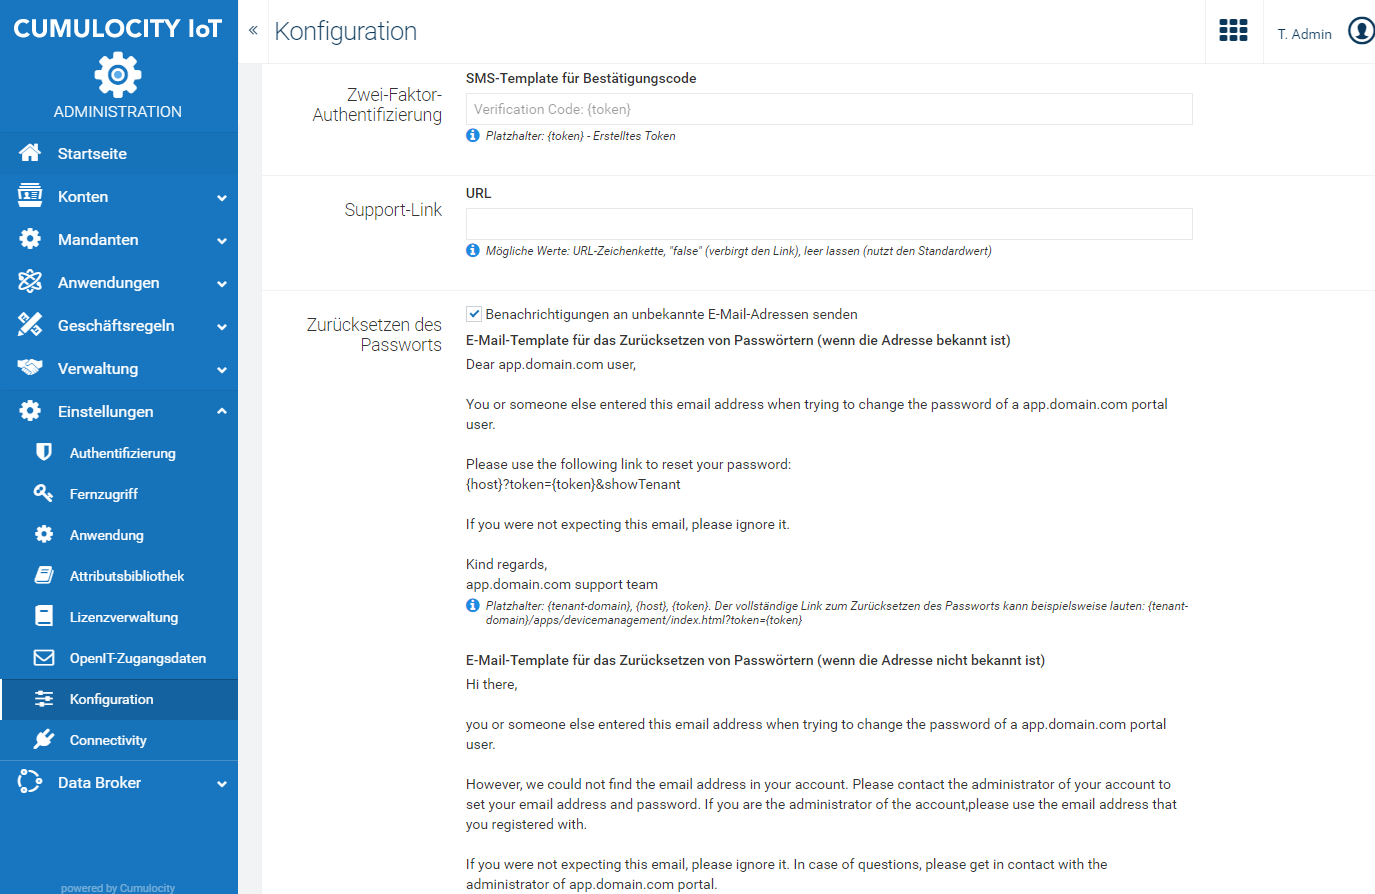 CUMULOCITY IoT
ADMINISTRATION
Startseite
Konten
Mandanten
Anwendungen
Geschäftsregeln
Verwaltung
Einstellungen
Authentifizierung
Fernzugriff
Anwendung
Attributsbibliothek
Lizenzverwaltung
OpenIT-Zugangsdaten
Konfiguration
Connectivity
Data Broker
powered by Cumulocity
« Konfiguration
T. Admin
Zwei-Faktor-
Authentifizierung
SMS-Template für Bestätigungscode
Verification Code: {token}
Platzhalter: {token} - Erstelltes Token
Support-Link
URL
Mögliche Werte: URL-Zeichenkette, "false" (verbirgt den Link), leer lassen (nutzt den Standardwert)
Zurücksetzen des
Passworts
Benachrichtigungen an unbekannte E-Mail-Adressen senden
E-Mail-Template für das Zurücksetzen von Passwörtern (wenn die Adresse bekannt ist)
Dear app.domain.com user,
You or someone else entered this email address when trying to change the password of a app.domain.com portal
user.
Please use the following link to reset your password:
{host}?token={token}&showTenant
If you were not expecting this email, please ignore it.
Kind regards,
app.domain.com support team
Platzhalter: {tenant-domain}, {host}, {token}. Der vollständige Link zum Zurücksetzen des Passworts kann beispielsweise lauten: {tenant-
domain}/apps/devicemanagement/index.html?token={token}
E-Mail-Template für das Zurücksetzen von Passwörtern (wenn die Adresse nicht bekannt ist)
Hi there,
you or someone else entered this email address when trying to change the password of a app.domain.com portal
user.
However, we could not find the email address in your account. Please contact the administrator of your account to
set your email address and password. If you are the administrator of the account,please use the email address that
you registered with.
If you were not expecting this email, please ignore it. In case of questions, please get in contact with the
administrator of app.domain.com portal.